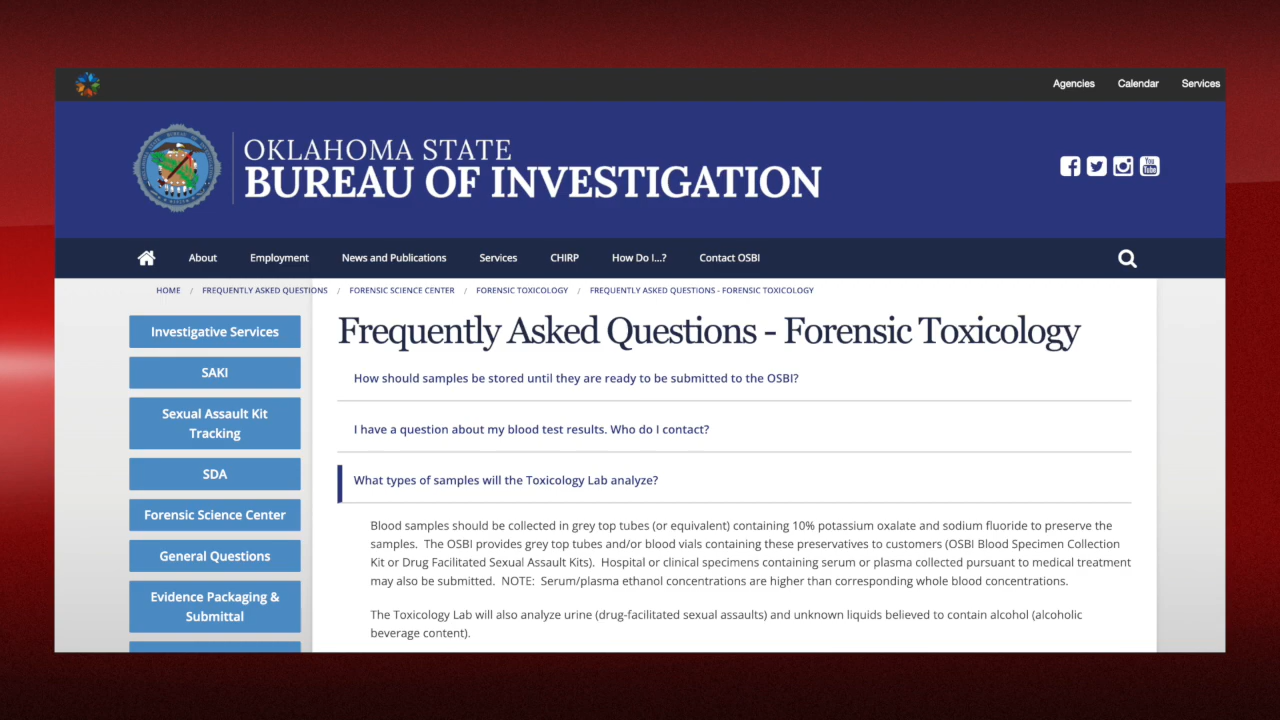 Agencies Calendar Services
OKLAHOMA STATE
BUREAU OF INVESTIGATION
You
Tube
About Employment News and Publications Services CHIRP How Do I...? Contact OSBI
HOME / FREQUENTLY ASKED QUESTIONS / FORENSIC SCIENCE CENTER / FORENSIC TOXICOLOGY / FREQUENTLY ASKED QUESTIONS - FORENSIC TOXICOLOGY
Investigative Services
SAKI
Sexual Assault Kit
Tracking
SDA
Forensic Science Center
General Questions
Evidence Packaging &
Submittal
Frequently Asked Questions - Forensic Toxicology
How should samples be stored until they are ready to be submitted to the OSBI?
I have a question about my blood test results. Who do I contact?
What types of samples will the Toxicology Lab analyze?
Blood samples should be collected in grey top tubes (or equivalent) containing 10% potassium oxalate and sodium fluoride to preserve the
samples. The OSBI provides grey top tubes and/or blood vials containing these preservatives to customers (OSBI Blood Specimen Collection
Kit or Drug Facilitated Sexual Assault Kits). Hospital or clinical specimens containing serum or plasma collected pursuant to medical treatment
may also be submitted. NOTE: Serum/plasma ethanol concentrations are higher than corresponding whole blood concentrations.
The Toxicology Lab will also analyze urine (drug-facilitated sexual assaults) and unknown liquids believed to contain alcohol (alcoholic
beverage content).